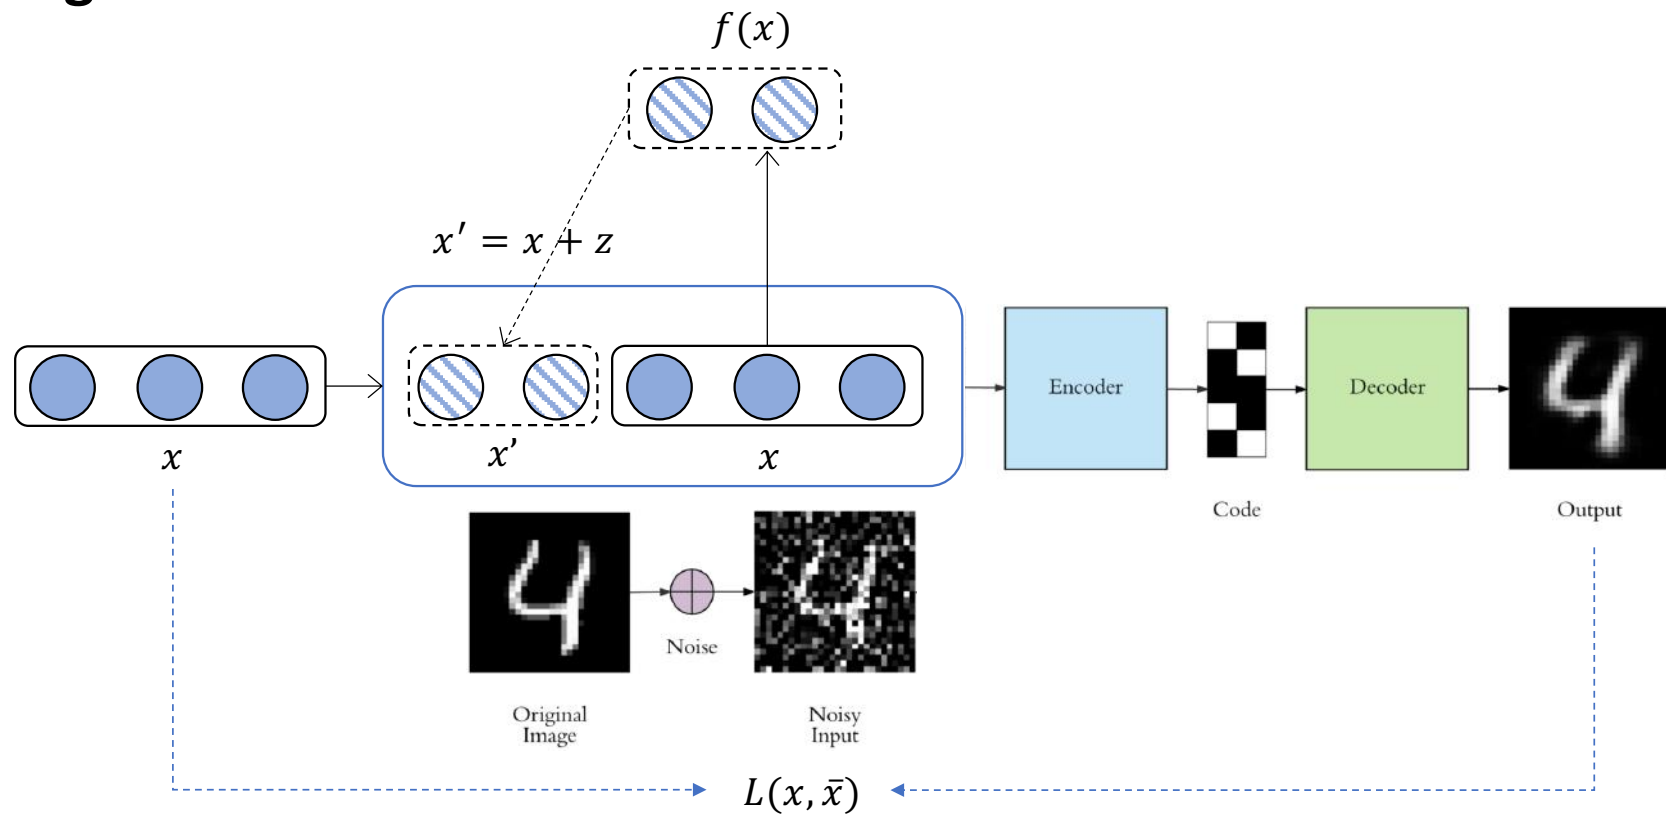 f(x)
x′ = x + z
x
x’
x
Encoder
Decoder
Code
Output
Noise
Original
Image
Noisy
Input
L(x, x̄)